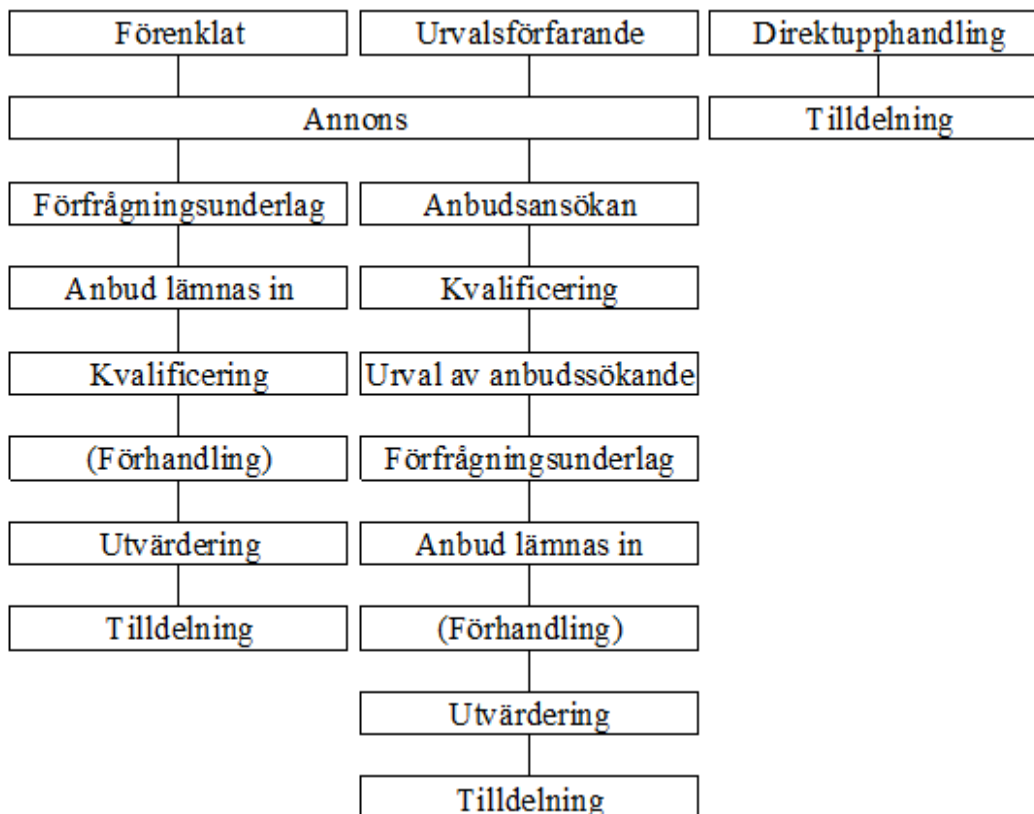 Förenklat
Urvalsförfarande
Direktupphandling
Annons
Tilldelning
Förfrågningsunderlag
Anbudsansökan
Anbud lämnas in
Kvalificering
Kvalificering
Urval av anbudssökande
(Förhandling)
Förfrågningsunderlag
Utvärdering
Anbud lämnas in
Tilldelning
(Förhandling)
Utvärdering
Tilldelning